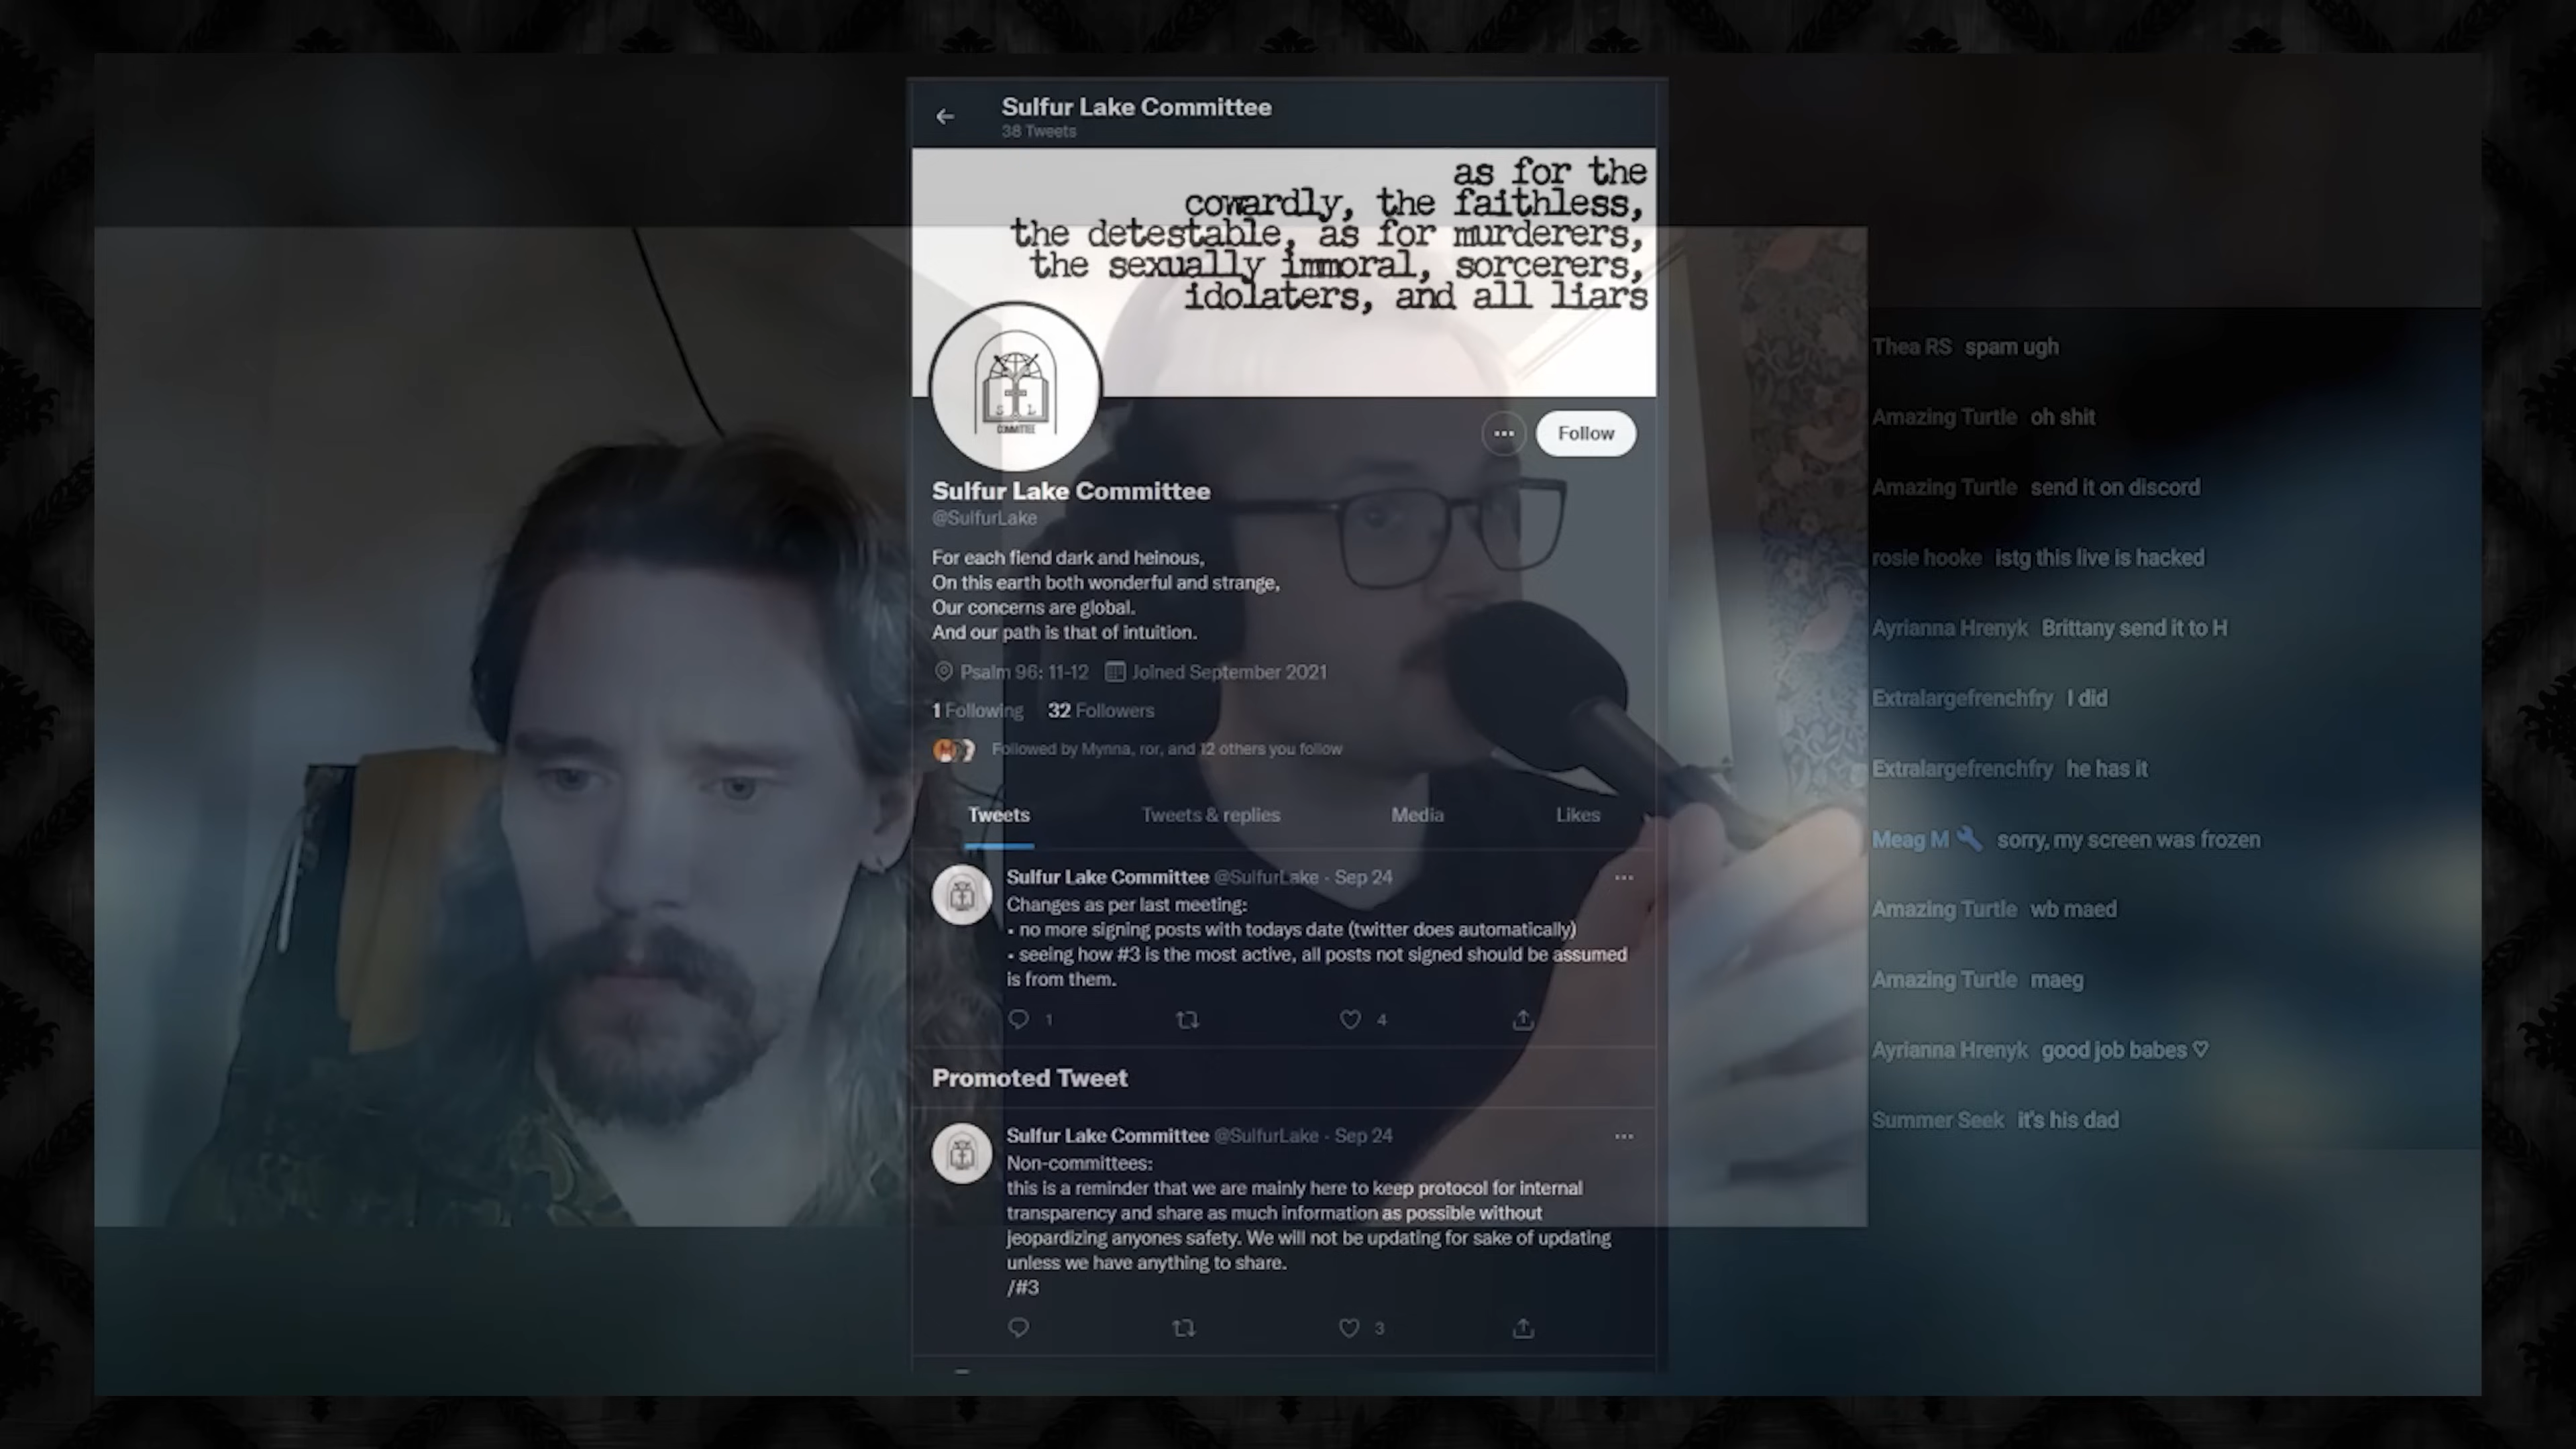 Sulfur Lake Committee
38 Tweets
as for the
cowardly, the faithless,
the detestable, as for murderers,
the sexually immoral, sorcerers,
idolaters, and all liars
S L
COMMITTEE
Follow
Sulfur Lake Committee
@SulfurLake
For each fiend dark and heinous,
On this earth both wonderful and strange,
Our concerns are global.
And our path is that of intuition.
Psalm 96: 11-12 Joined September 2021
1 Following 32 Followers
Followed by Mynna, ror, and 12 others you follow
Tweets Tweets & replies Media Likes
Sulfur Lake Committee @SulfurLake · Sep 24
Changes as per last meeting:
• no more signing posts with todays date (twitter does automatically)
• seeing how #3 is the most active, all posts not signed should be assumed
is from them.
1 4
Promoted Tweet
Sulfur Lake Committee @SulfurLake · Sep 24
Non-committees:
this is a reminder that we are mainly here to keep protocol for internal
transparency and share as much information as possible without
jeopardizing anyones safety. We will not be updating for sake of updating
unless we have anything to share.
/#3
3
Thea RS spam ugh
Amazing Turtle oh shit
Amazing Turtle send it on discord
rosie hooke istg this live is hacked
Ayrianna Hrenyk Brittany send it to H
Extralargefrenchfry I did
Extralargefrenchfry he has it
Meag M sorry, my screen was frozen
Amazing Turtle wb maed
Amazing Turtle maeg
Ayrianna Hrenyk good job babes ♡
Summer Seek it's his dad